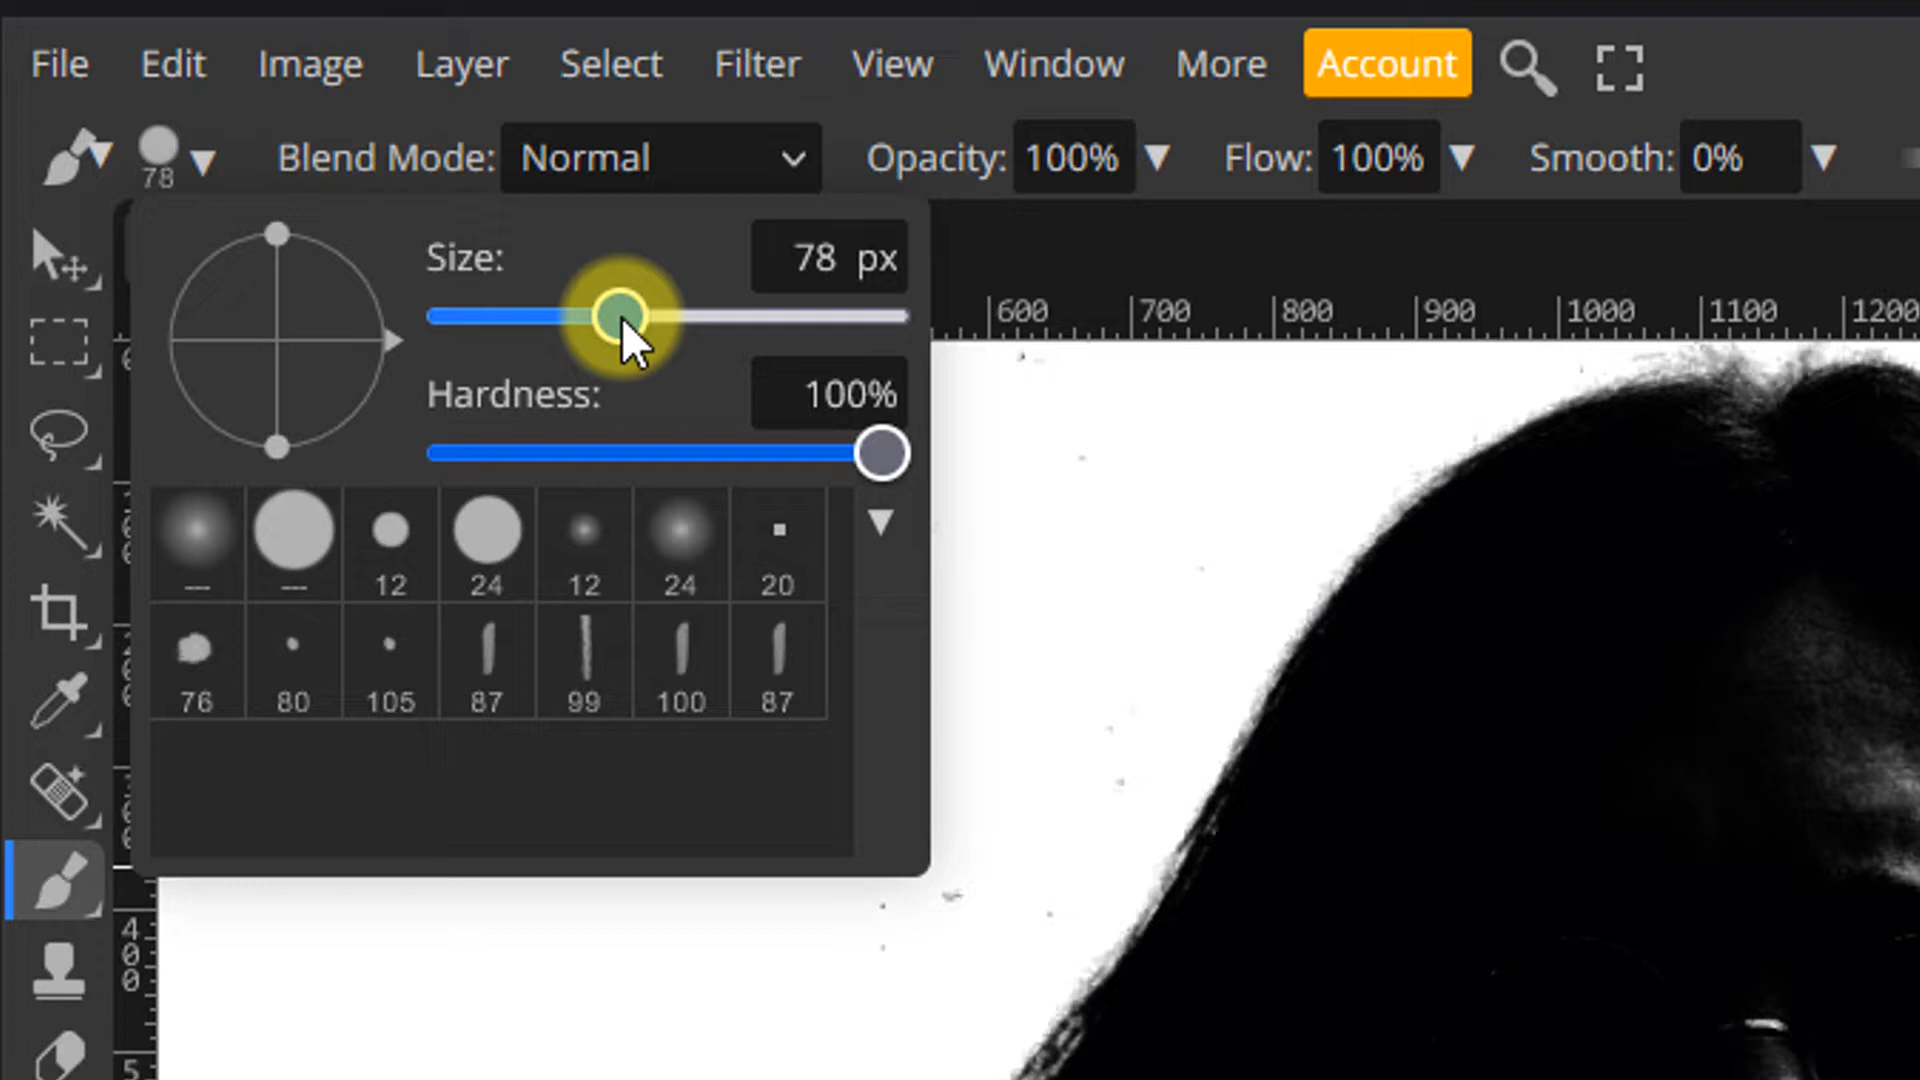 File Edit Image Layer Select Filter View Window More Account
78 Blend Mode: Normal Opacity: 100% Flow: 100% Smooth: 0%
Size: 78 px
600 700 800 900 1000 1100 1200
Hardness: 100%
--- --- 12 24 12 24 20
76 80 105 87 99 100 87
400
5